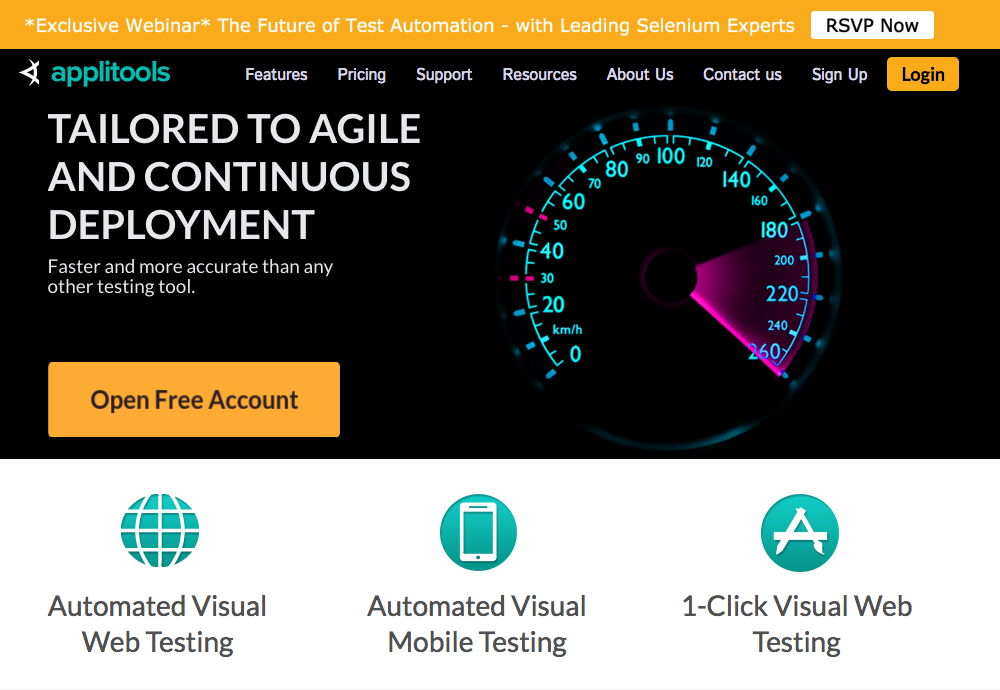 *Exclusive Webinar* The Future of Test Automation - with Leading Selenium Experts RSVP Now
applitools Features Pricing Support Resources About Us Contact us Sign Up Login
TAILORED TO AGILE
AND CONTINUOUS
DEPLOYMENT
Faster and more accurate than any
other testing tool.
Open Free Account
0
km/h
20
30
40
50
60
70
80
90
100
120
140
160
180
200
220
240
260
Automated Visual
Web Testing
Automated Visual
Mobile Testing
1-Click Visual Web
Testing